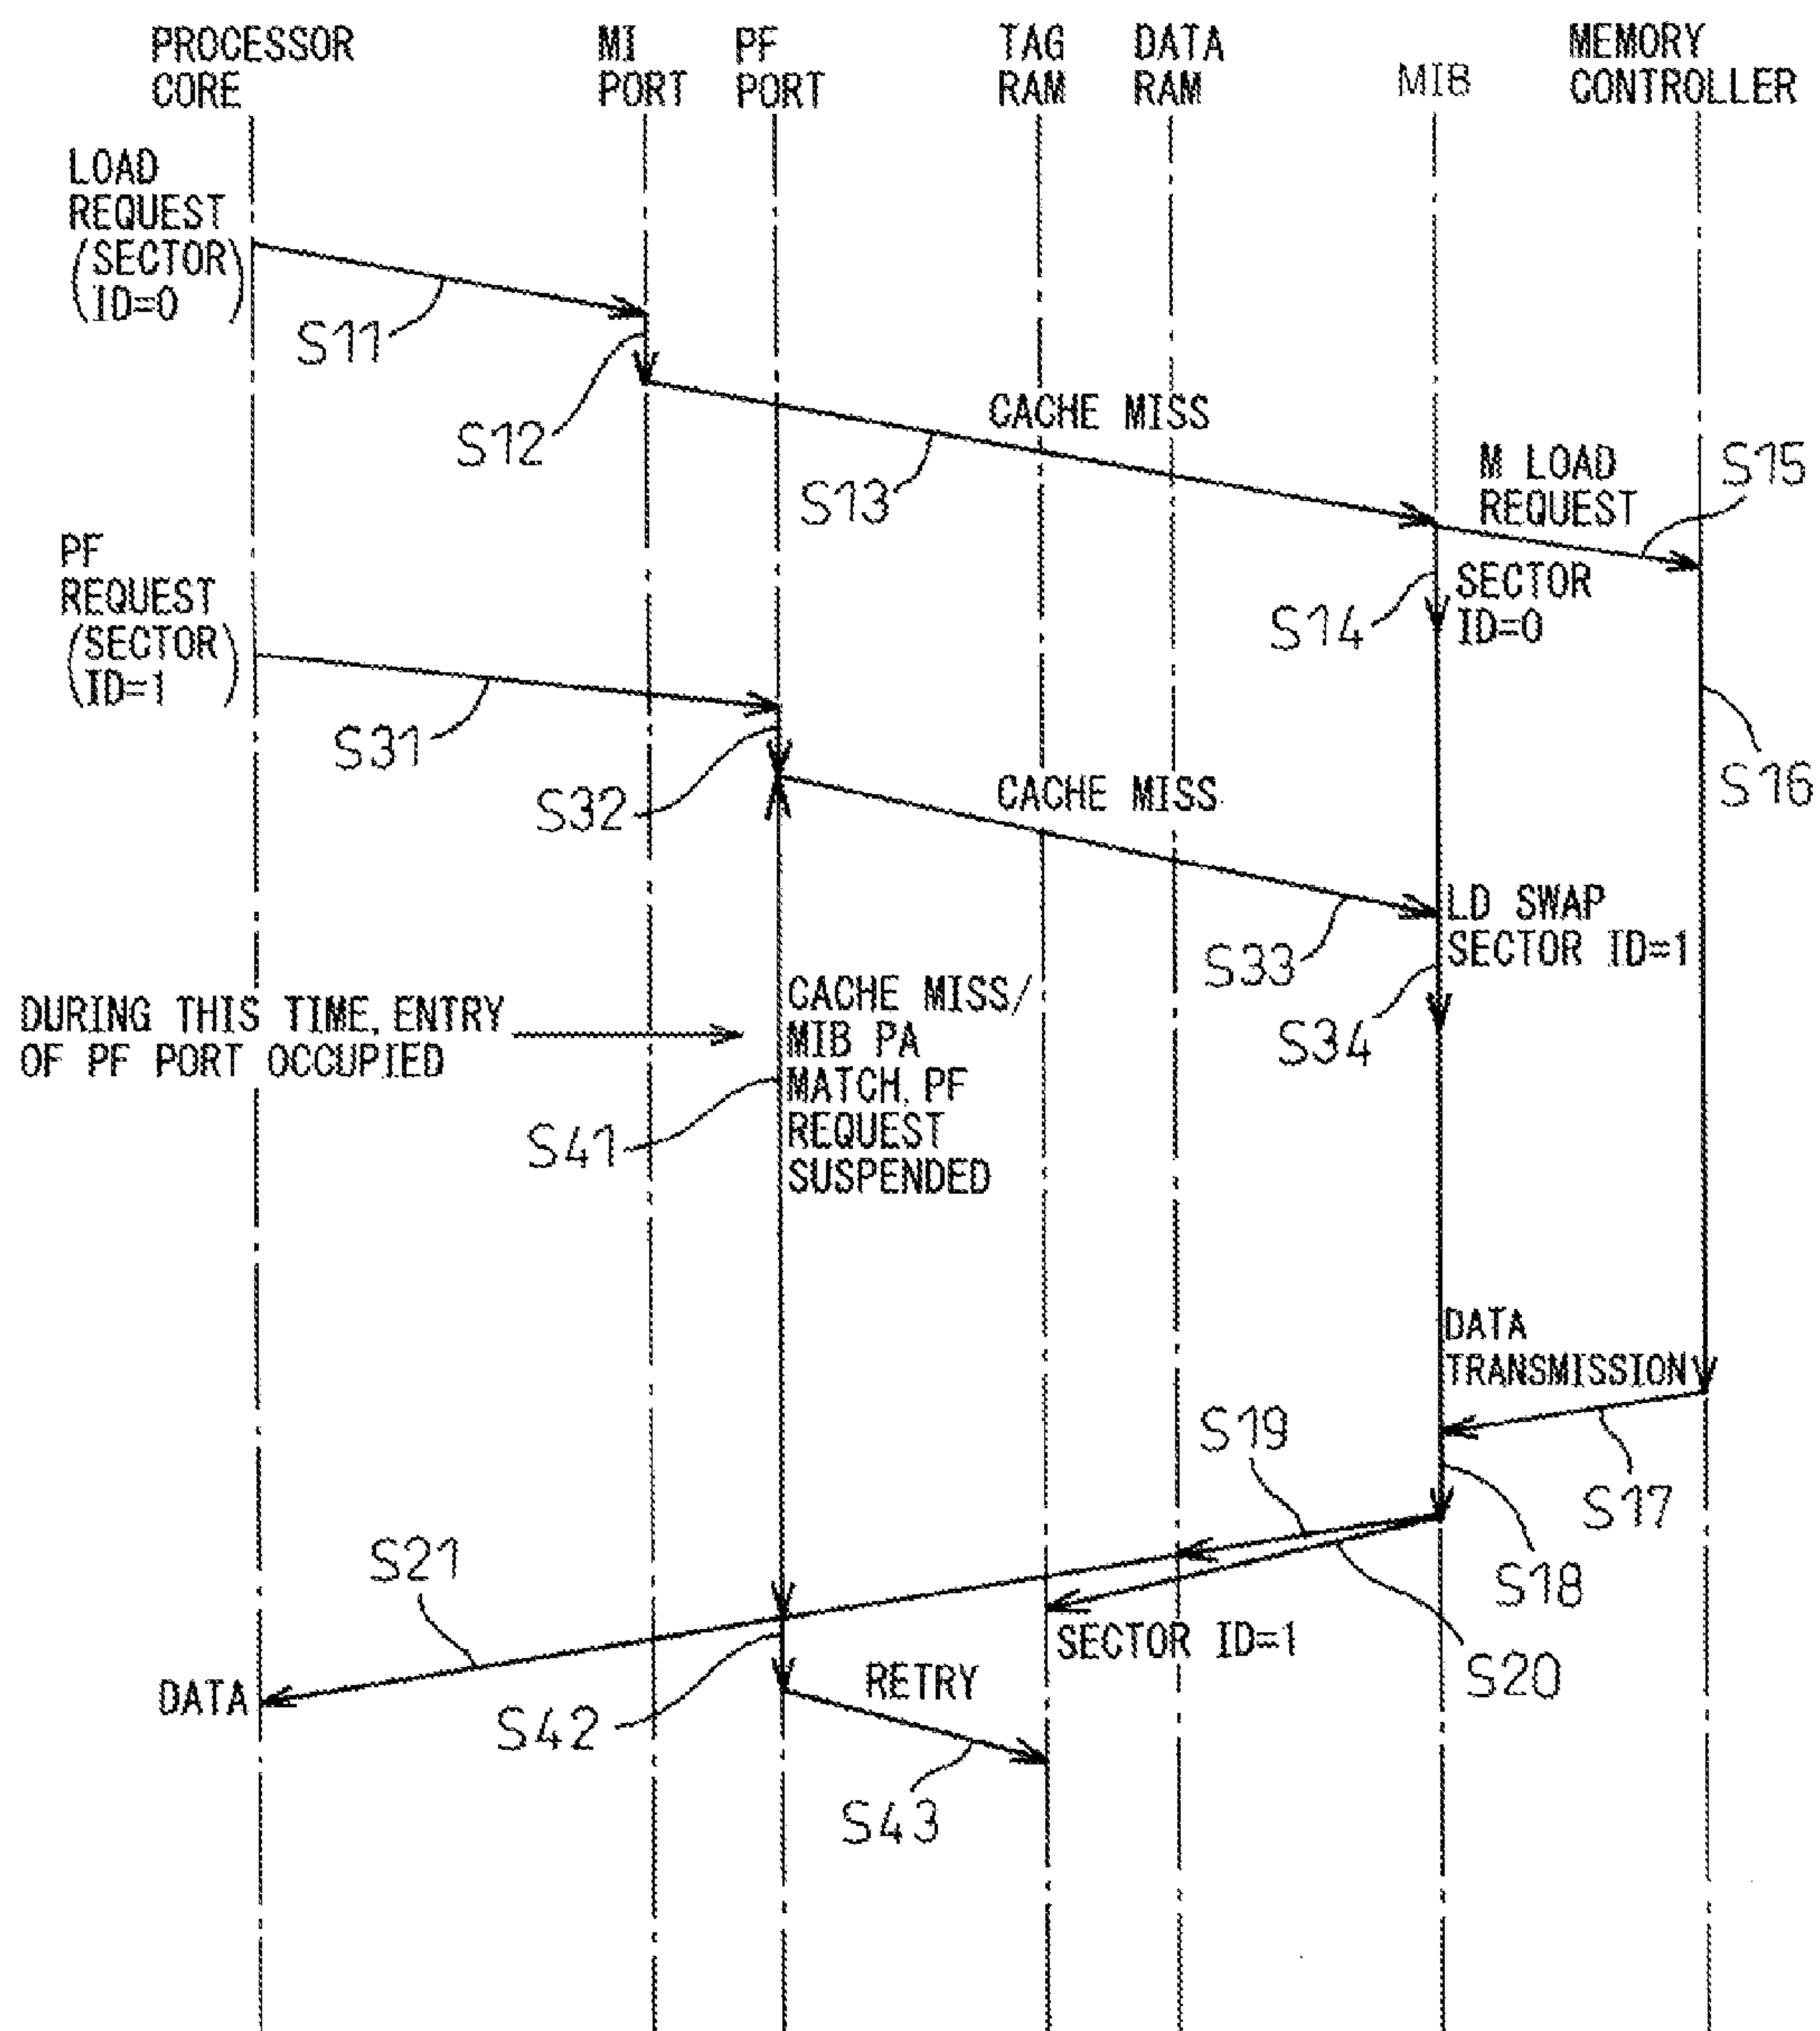 PROCESSOR
CORE
MI
PORT
PF
PORT
TAG
RAM
DATA
RAM
MIB
MEMORY
CONTROLLER
LOAD
REQUEST
(SECTOR)
ID=0
S11
S12
CACHE MISS
S13
M LOAD
REQUEST
S15
SECTOR
ID=0
S14
S16
PF
REQUEST
(SECTOR)
ID=1
S31
S32
CACHE MISS
S33
LD SWAP
SECTOR ID=1
S34
DURING THIS TIME, ENTRY
OF PF PORT OCCUPIED
CACHE MISS/
MIB PA
MATCH, PF
REQUEST
SUSPENDED
S41
DATA
TRANSMISSION
S17
S18
S19
S20
SECTOR ID=1
S21
DATA
S42
RETRY
S43